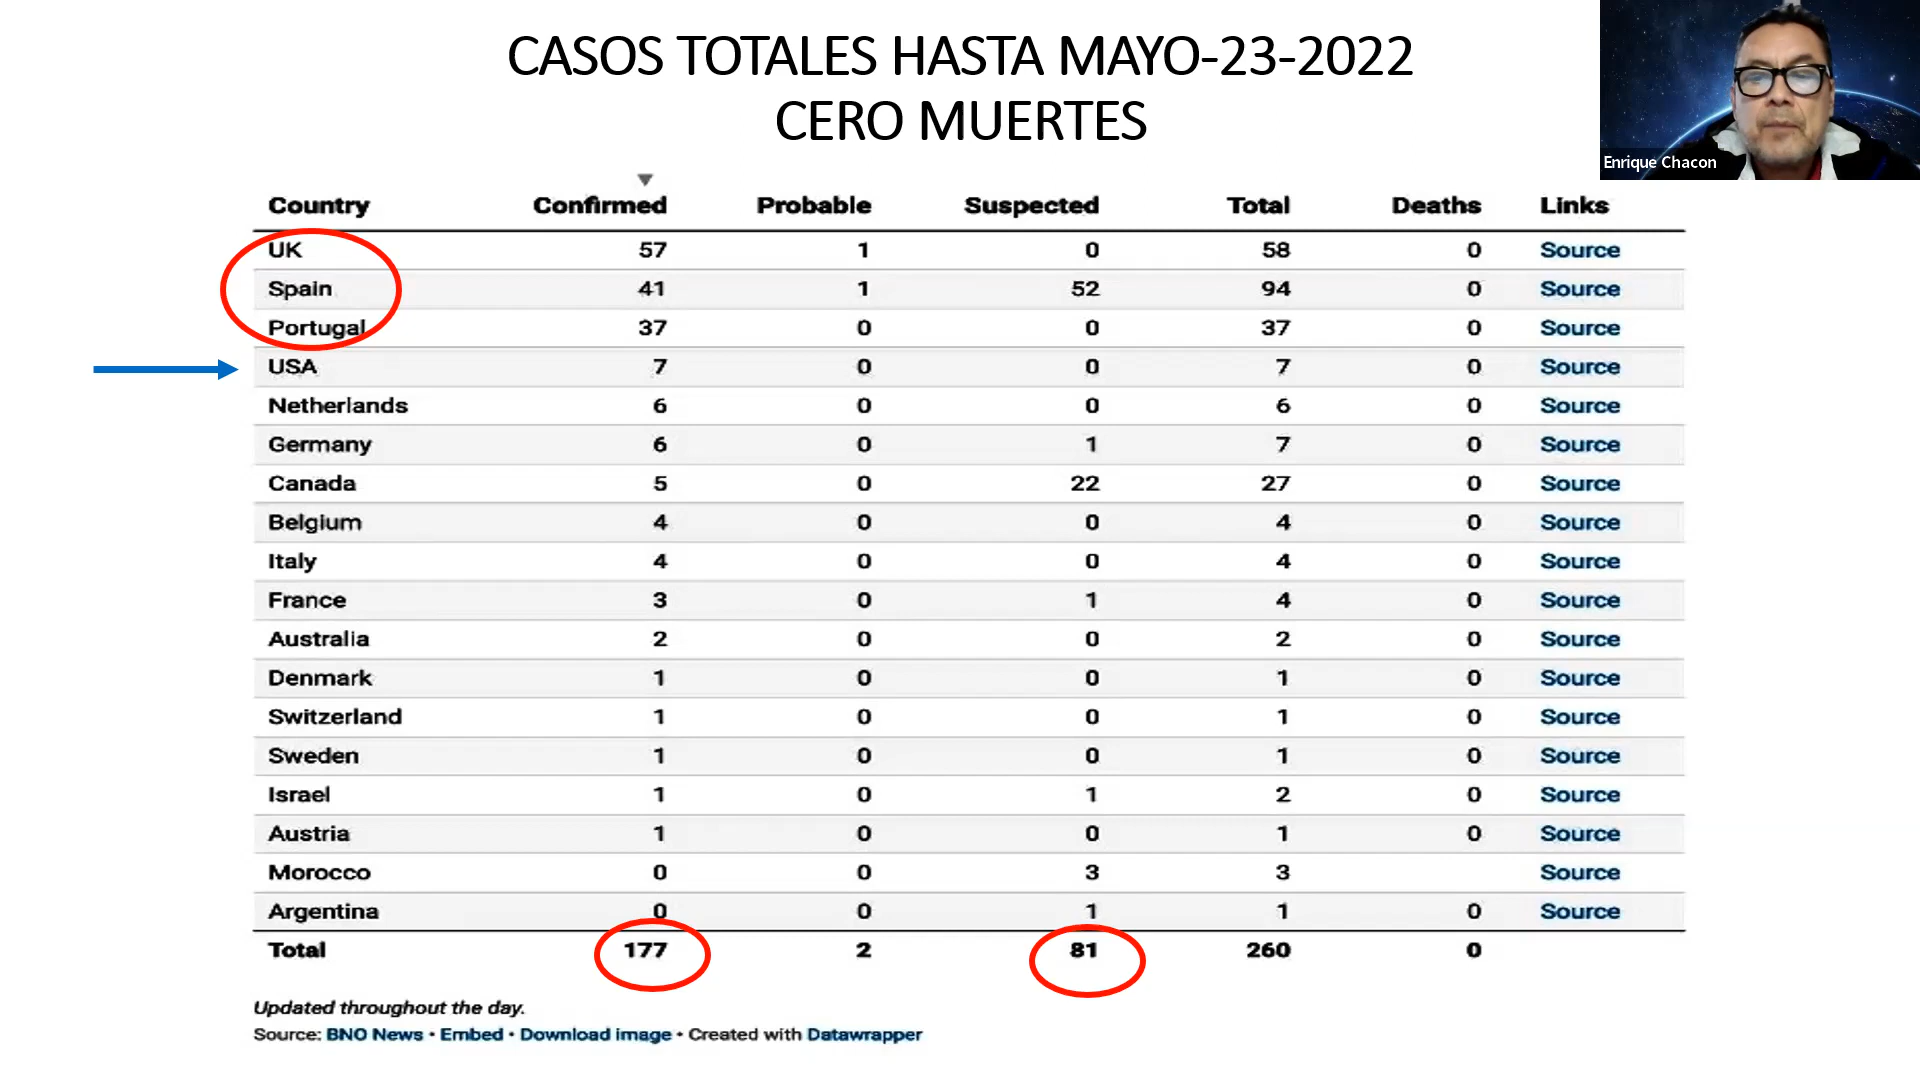 CASOS TOTALES HASTA MAYO-23-2022
CERO MUERTES
Enrique Chacon
Country Confirmed Probable Suspected Total Deaths Links
UK 57 1 0 58 0 Source
Spain 41 1 52 94 0 Source
Portugal 37 0 0 37 0 Source
USA 7 0 0 7 0 Source
Netherlands 6 0 0 6 0 Source
Germany 6 0 1 7 0 Source
Canada 5 0 22 27 0 Source
Belgium 4 0 0 4 0 Source
Italy 4 0 0 4 0 Source
France 3 0 1 4 0 Source
Australia 2 0 0 2 0 Source
Denmark 1 0 0 1 0 Source
Switzerland 1 0 0 1 0 Source
Sweden 1 0 0 1 0 Source
Israel 1 0 1 2 0 Source
Austria 1 0 0 1 0 Source
Morocco 0 0 3 3 Source
Argentina 0 0 1 1 0 Source
Total 177 2 81 260 0
Updated throughout the day.
Source: BNO News • Embed • Download image • Created with Datawrapper